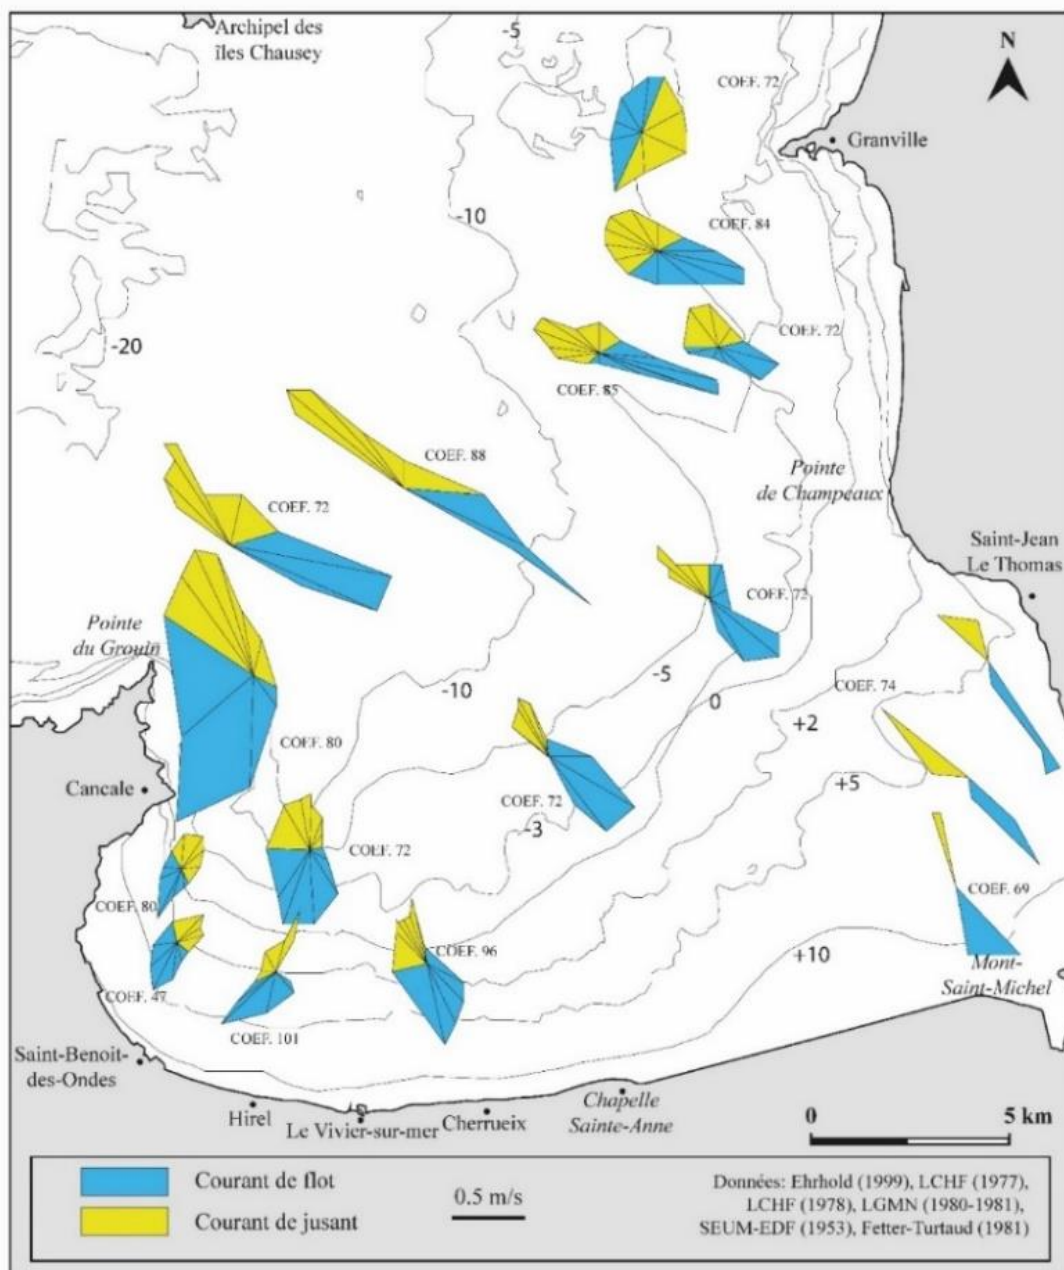 Archipel des
îles Chausey
-5
COEF. 72
N
Granville
-10
COEF. 84
-20
COEF. 72
COEF. 85
COEF. 88
Pointe
de Champeaux
COEF. 72
Saint-Jean
Le Thomas
COEF. 72
Pointe
du Grouin
-5
-10
0
COEF. 74
+2
COEF. 80
Cancale
+5
COEF. 72
-3
COEF. 72
COEF. 69
COEF. 80
COEF. 96
+10
Mont-
Saint-Michel
COEF. 47
COEF. 101
Saint-Benoit-
des-Ondes
Hirel
Le Vivier-sur-mer
Cherrueix
Chapelle
Sainte-Anne
0 5 km
Courant de flot
Courant de jusant
0.5 m/s
Données: Ehrhold (1999), LCHF (1977),
LCHF (1978), LGMN (1980-1981),
SEUM-EDF (1953), Fetter-Turtaud (1981)